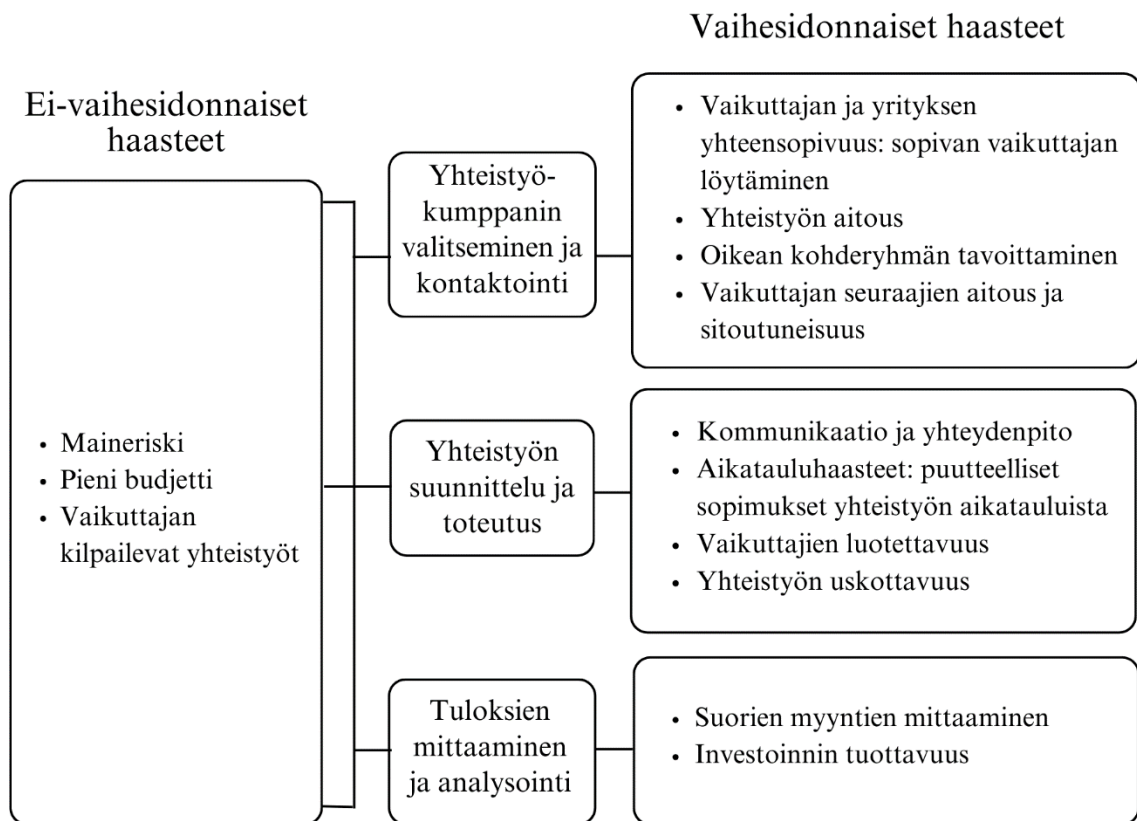 Vaihesidonnaiset haasteet
Ei-vaihesidonnaiset
haasteet
• Maineriski
• Pieni budjetti
• Vaikuttajan
kilpailevat yhteistyöt
Yhteistyö-
kumppanin
valitseminen ja
kontaktointi
• Vaikuttajan ja yrityksen
yhteensopivuus: sopivan vaikuttajan
löytäminen
• Yhteistyön aitous
• Oikean kohderyhmän tavoittaminen
• Vaikuttajan seuraajien aitous ja
sitoutuneisuus
Yhteistyön
suunnittelu ja
toteutus
• Kommunikaatio ja yhteydenpito
• Aikatauluhaasteet: puutteelliset
sopimukset yhteistyön aikatauluista
• Vaikuttajien luotettavuus
• Yhteistyön uskottavuus
Tuloksien
mittaaminen
ja analysointi
• Suorien myyntien mittaaminen
• Investoinnin tuottavuus